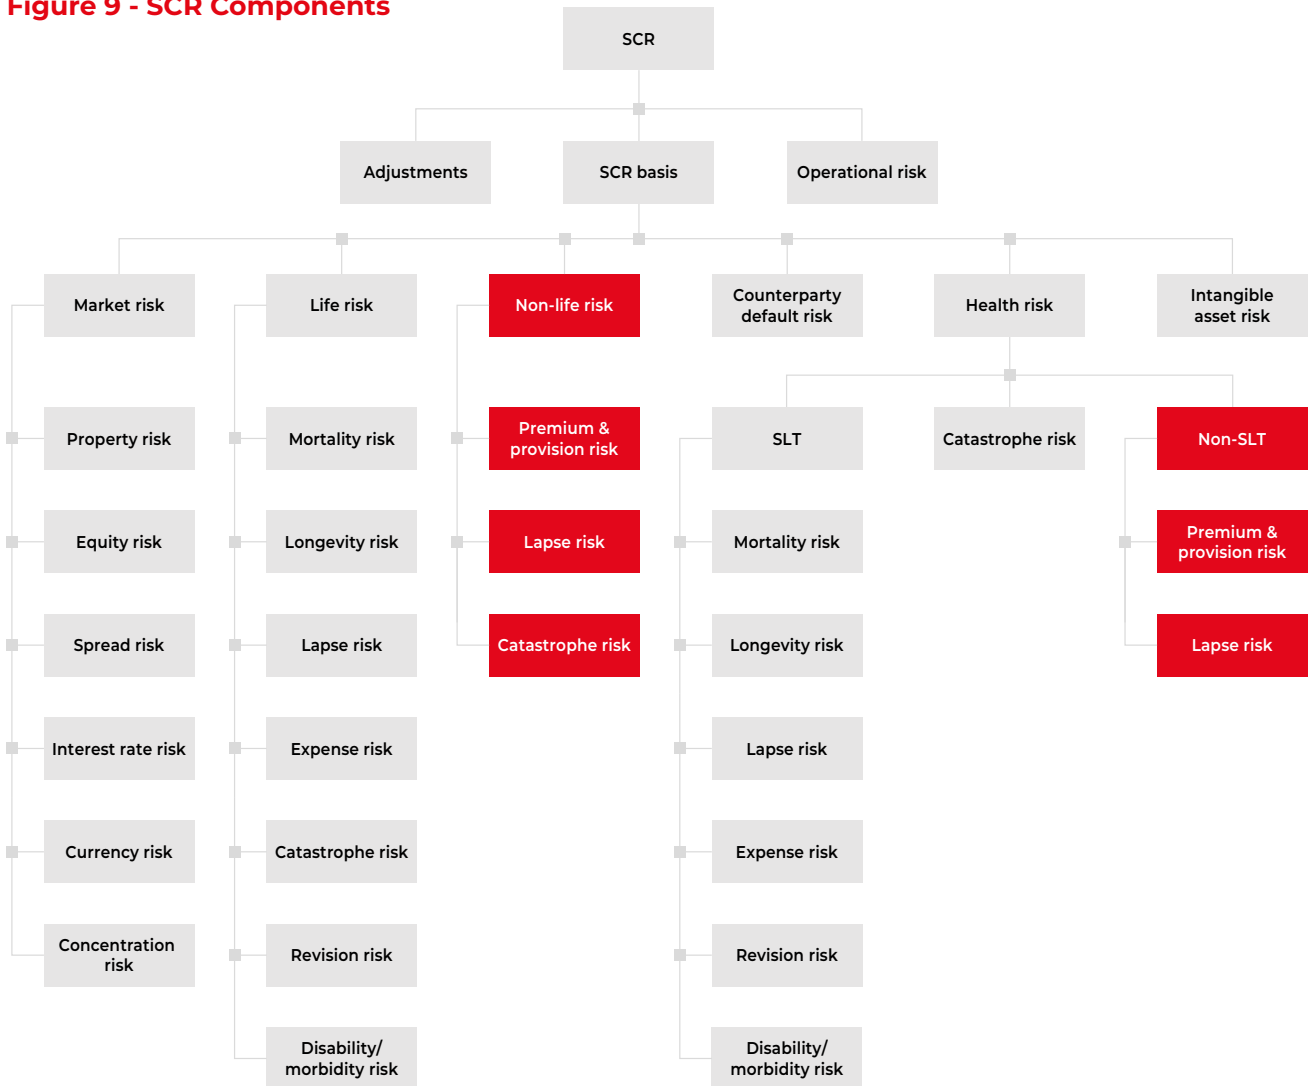 Figure 9 - SCR Components
SCR
Adjustments
SCR basis
Operational risk
Market risk
Life risk
Non-life risk
Counterparty
default risk
Health risk
Intangible
asset risk
Property risk
Mortality risk
Premium &
provision risk
SLT
Catastrophe risk
Non-SLT
Equity risk
Longevity risk
Lapse risk
Mortality risk
Premium &
provision risk
Spread risk
Lapse risk
Catastrophe risk
Longevity risk
Lapse risk
Interest rate risk
Expense risk
Lapse risk
Currency risk
Catastrophe risk
Expense risk
Concentration
risk
Revision risk
Revision risk
Disability/
morbidity risk
Disability/
morbidity risk